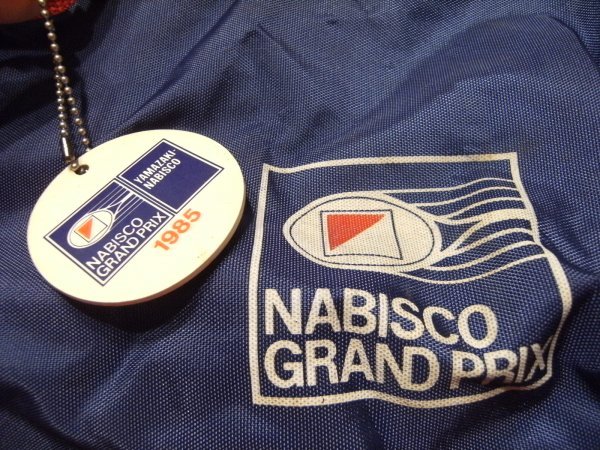 YAMAZAKI-
NABISCO
NABISCO
GRAND PRIX
1985
NABISCO
GRAND PRIX